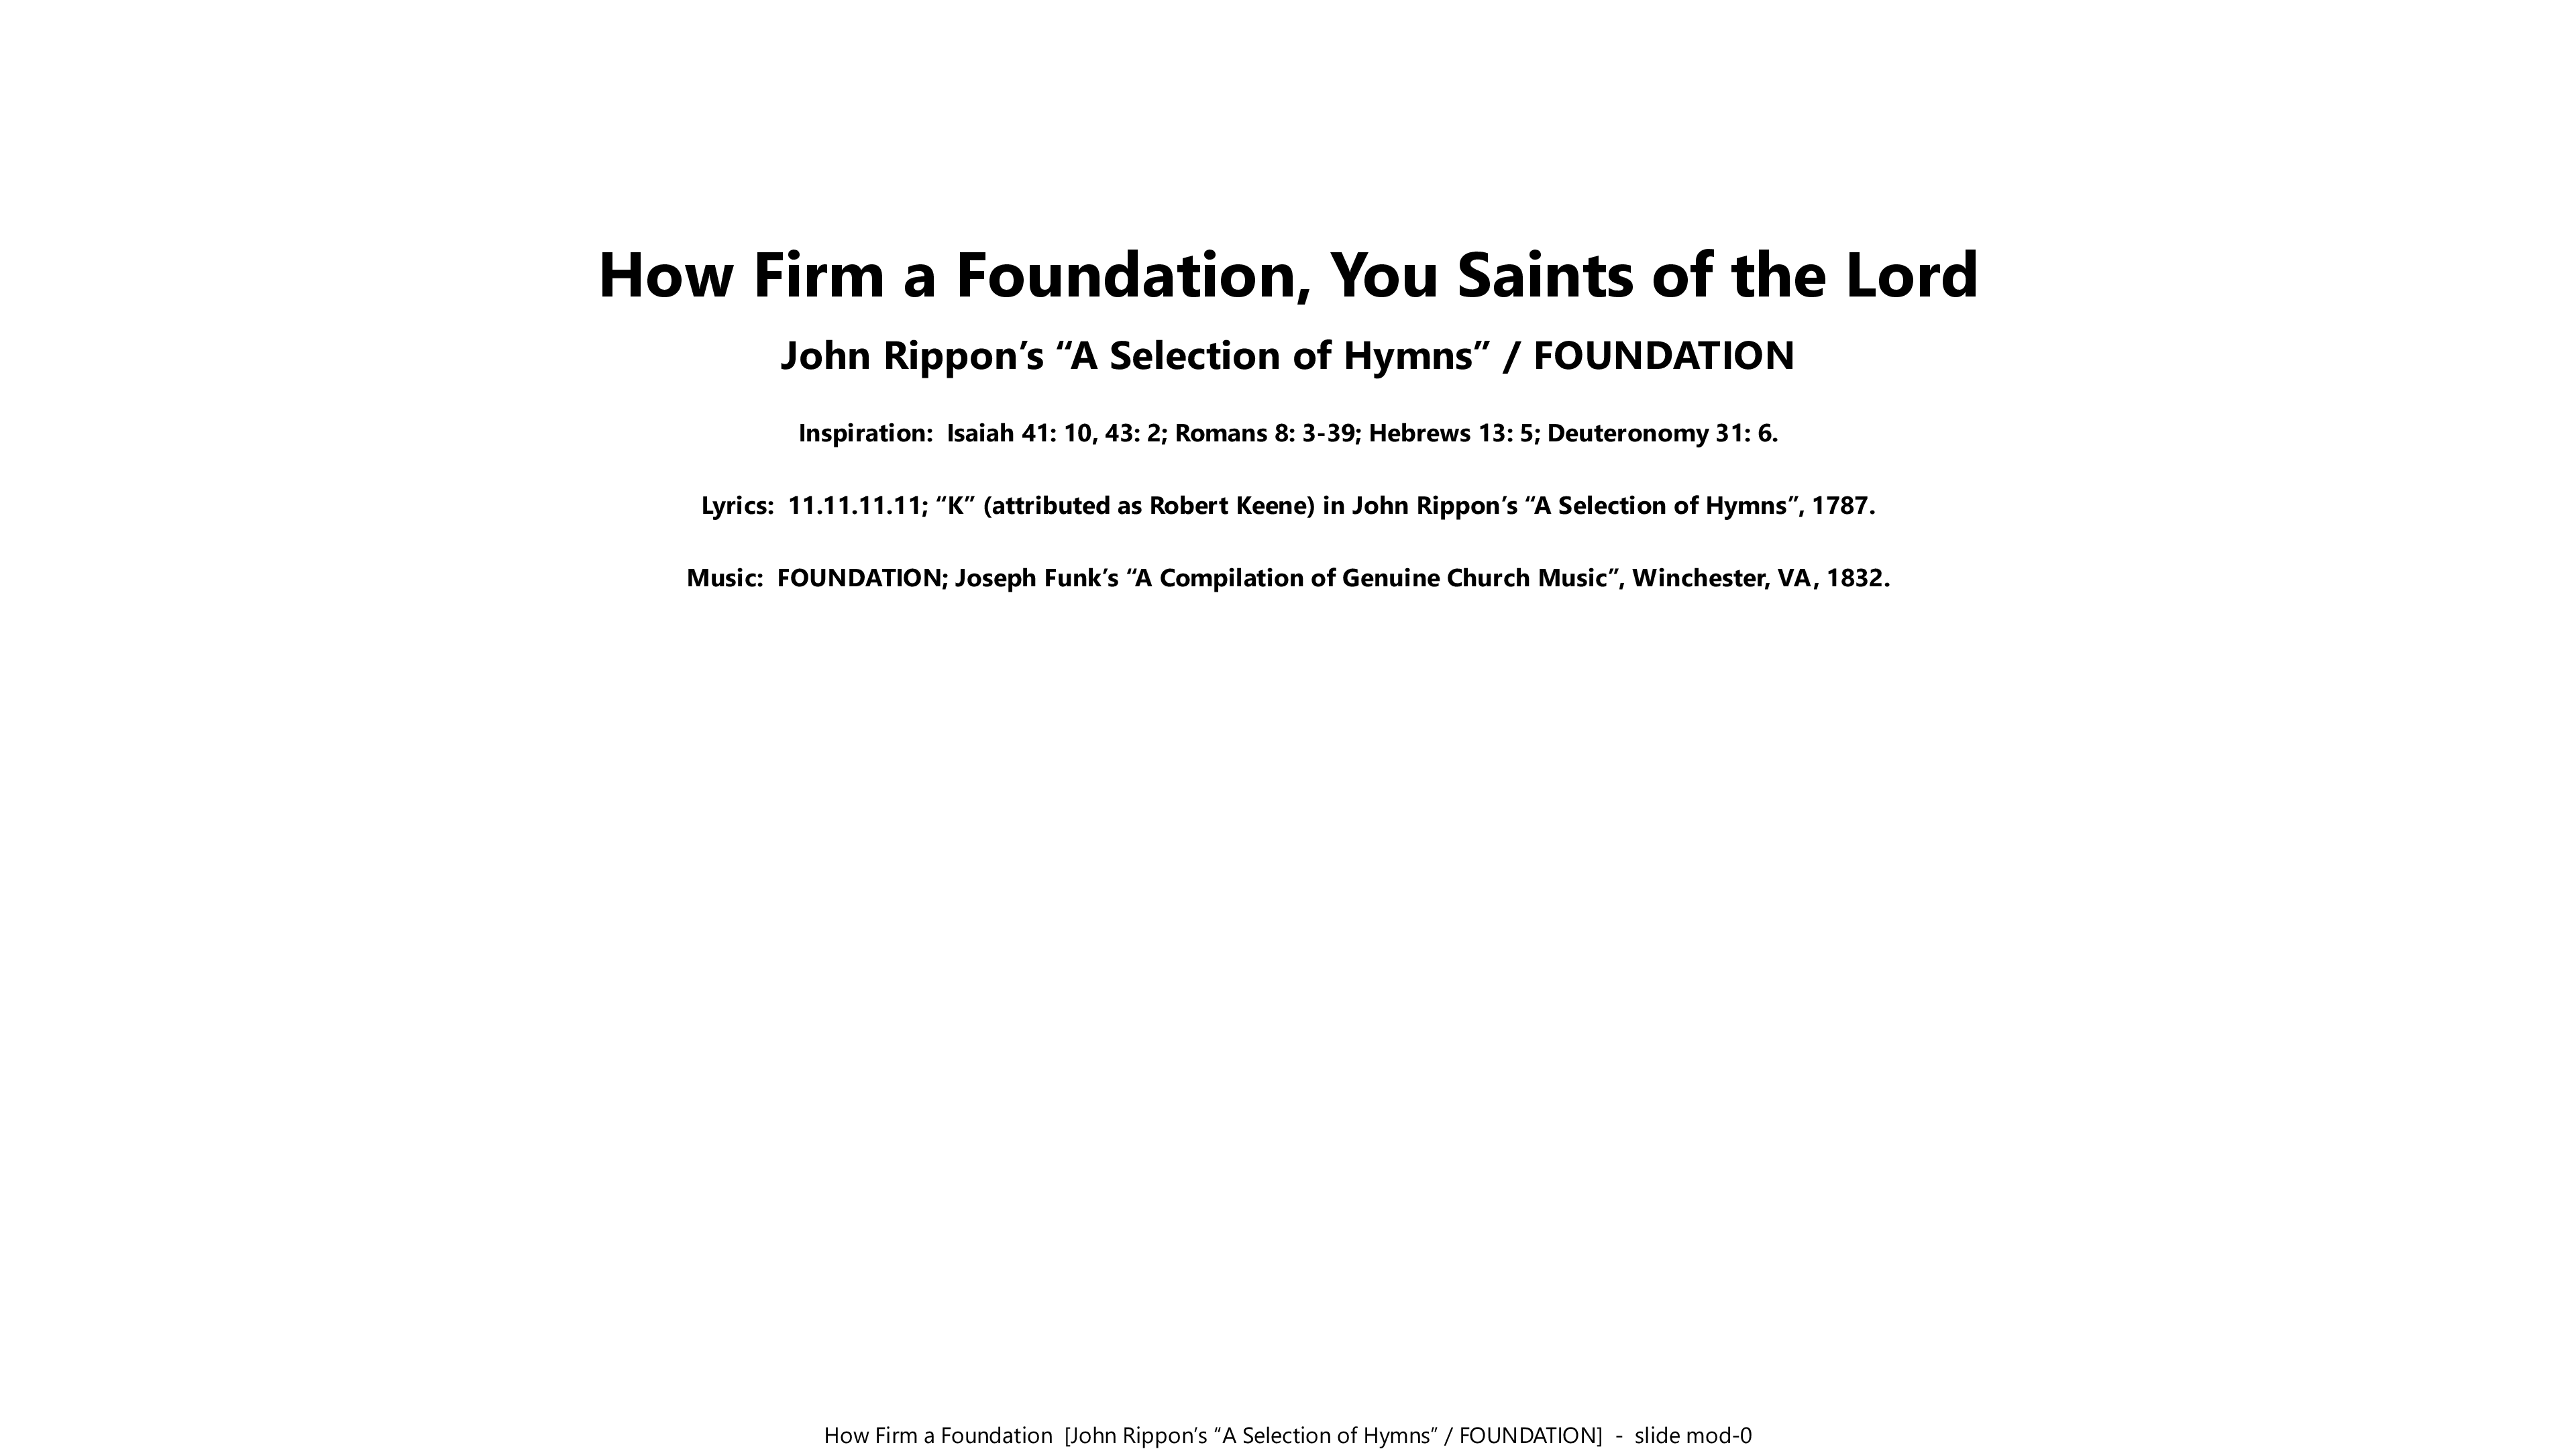 How Firm a Foundation, You Saints of the Lord
John Rippon’s “A Selection of Hymns” / FOUNDATION
Inspiration:  Isaiah 41: 10, 43: 2; Romans 8: 3-39; Hebrews 13: 5; Deuteronomy 31: 6.
Lyrics:  11.11.11.11; “K” (attributed as Robert Keene) in John Rippon’s “A Selection of Hymns”, 1787.
Music:  FOUNDATION; Joseph Funk’s “A Compilation of Genuine Church Music”, Winchester, VA, 1832.
How Firm a Foundation  [John Rippon’s “A Selection of Hymns” / FOUNDATION]  -  slide mod-0